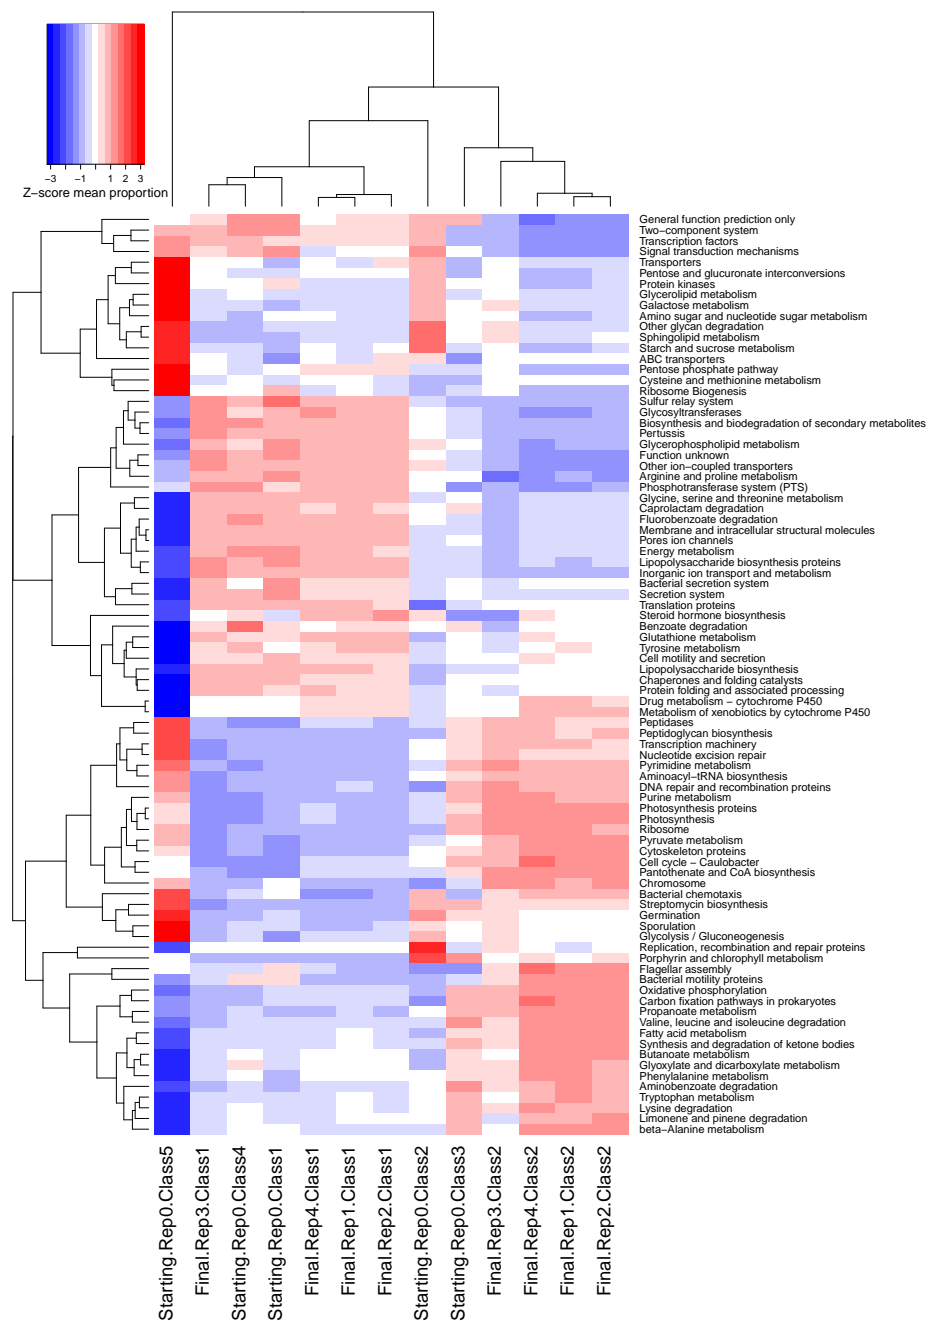 −3 −1 1 2 3
Z−score mean proportion
General function prediction only
Two−component system
Transcription factors
Signal transduction mechanisms
Transporters
Pentose and glucuronate interconversions
Protein kinases
Glycerolipid metabolism
Galactose metabolism
Amino sugar and nucleotide sugar metabolism
Other glycan degradation
Sphingolipid metabolism
Starch and sucrose metabolism
ABC transporters
Pentose phosphate pathway
Cysteine and methionine metabolism
Ribosome Biogenesis
Sulfur relay system
Glycosyltransferases
Biosynthesis and biodegradation of secondary metabolites
Pertussis
Glycerophospholipid metabolism
Function unknown
Other ion−coupled transporters
Arginine and proline metabolism
Phosphotransferase system (PTS)
Glycine, serine and threonine metabolism
Caprolactam degradation
Fluorobenzoate degradation
Membrane and intracellular structural molecules
Pores ion channels
Energy metabolism
Lipopolysaccharide biosynthesis proteins
Inorganic ion transport and metabolism
Bacterial secretion system
Secretion system
Translation proteins
Steroid hormone biosynthesis
Benzoate degradation
Glutathione metabolism
Tyrosine metabolism
Cell motility and secretion
Lipopolysaccharide biosynthesis
Chaperones and folding catalysts
Protein folding and associated processing
Drug metabolism − cytochrome P450
Metabolism of xenobiotics by cytochrome P450
Peptidases
Peptidoglycan biosynthesis
Transcription machinery
Nucleotide excision repair
Pyrimidine metabolism
Aminoacyl−tRNA biosynthesis
DNA repair and recombination proteins
Purine metabolism
Photosynthesis proteins
Photosynthesis
Ribosome
Pyruvate metabolism
Cytoskeleton proteins
Cell cycle − Caulobacter
Pantothenate and CoA biosynthesis
Chromosome
Bacterial chemotaxis
Streptomycin biosynthesis
Germination
Sporulation
Glycolysis / Gluconeogenesis
Replication, recombination and repair proteins
Porphyrin and chlorophyll metabolism
Flagellar assembly
Bacterial motility proteins
Oxidative phosphorylation
Carbon fixation pathways in prokaryotes
Propanoate metabolism
Valine, leucine and isoleucine degradation
Fatty acid metabolism
Synthesis and degradation of ketone bodies
Butanoate metabolism
Glyoxylate and dicarboxylate metabolism
Phenylalanine metabolism
Aminobenzoate degradation
Tryptophan metabolism
Lysine degradation
Limonene and pinene degradation
beta−Alanine metabolism
Starting.Rep0.Class5
Final.Rep3.Class1
Starting.Rep0.Class4
Starting.Rep0.Class1
Final.Rep4.Class1
Final.Rep1.Class1
Final.Rep2.Class1
Starting.Rep0.Class2
Starting.Rep0.Class3
Final.Rep3.Class2
Final.Rep4.Class2
Final.Rep1.Class2
Final.Rep2.Class2